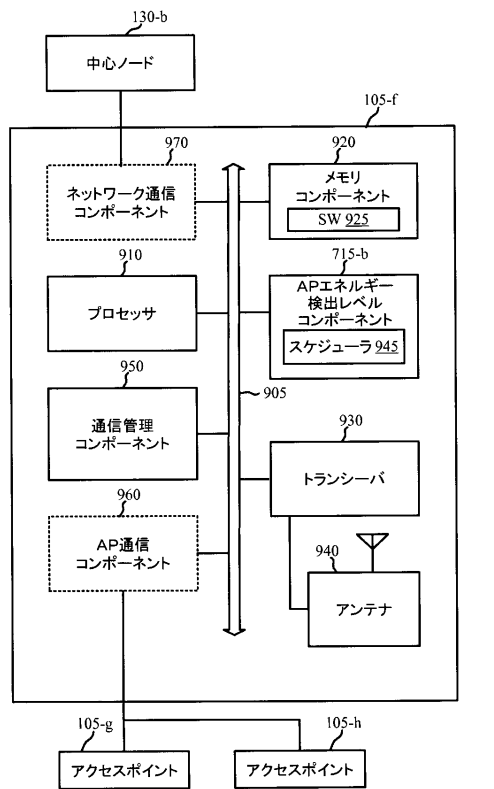 130-b
中心ノード
105-f
970
ネットワーク通信
コンポーネント
920
メモリ
コンポーネント
SW 925
910
プロセッサ
715-b
APエネルギー
検出レベル
コンポーネント
スケジューラ 945
950
通信管理
コンポーネント
905
930
トランシーバ
960
AP通信
コンポーネント
940
アンテナ
105-g
アクセスポイント
105-h
アクセスポイント